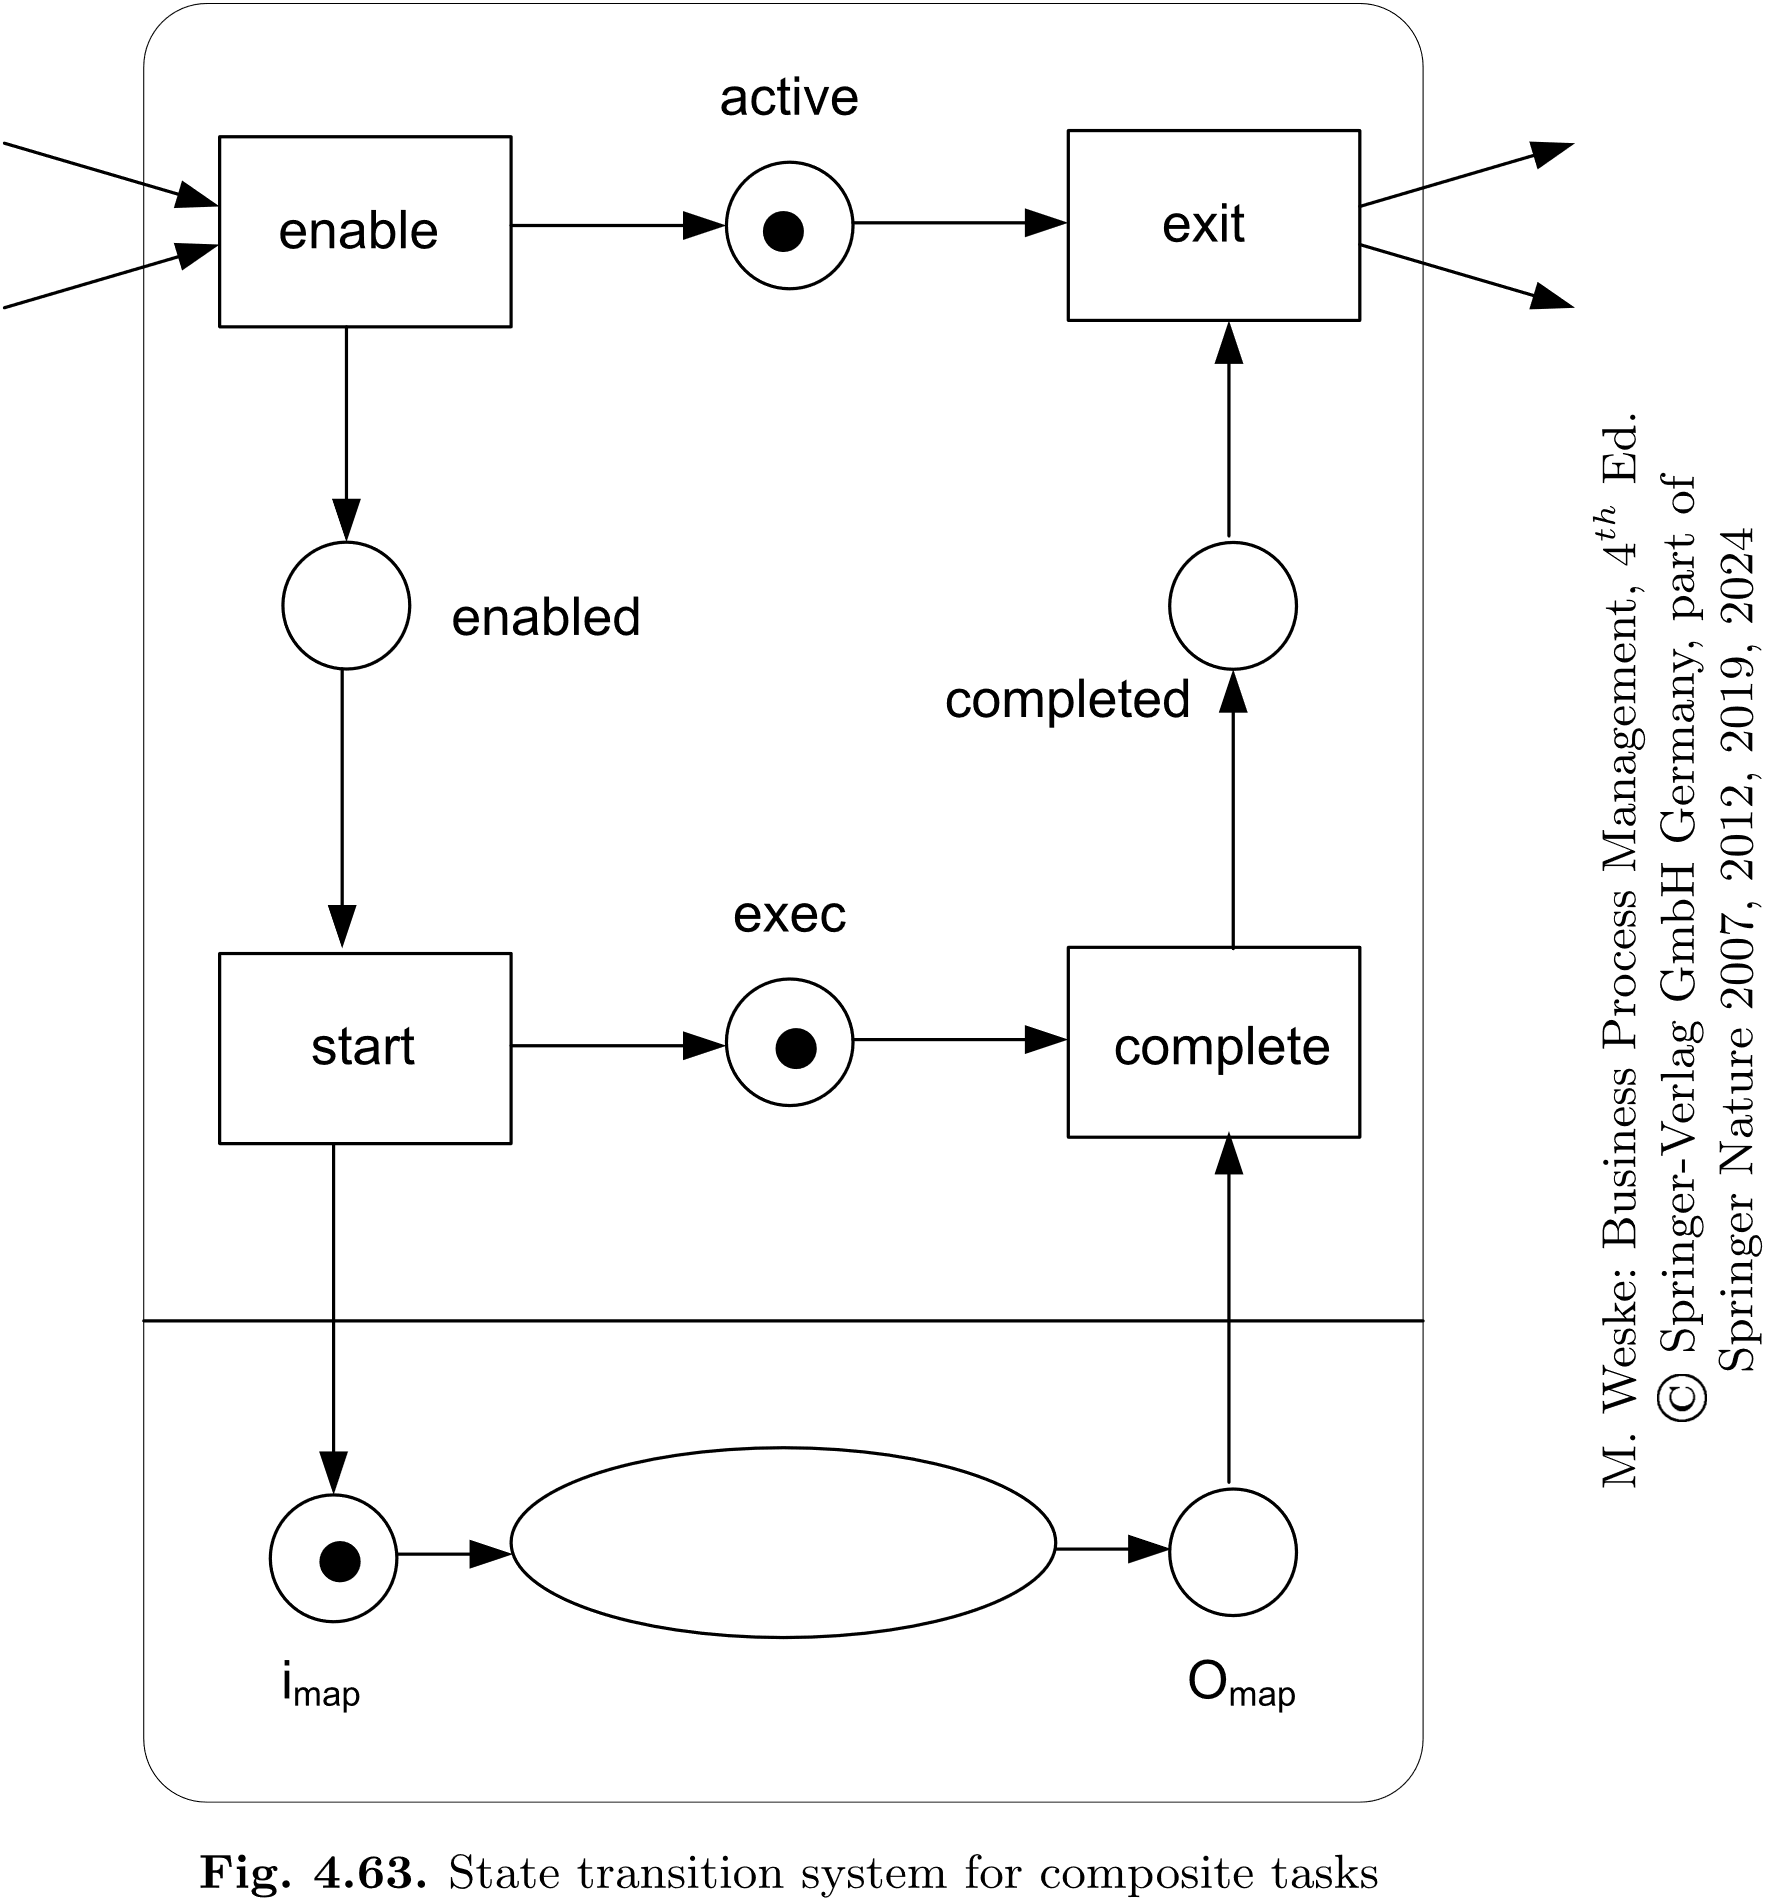 active
enable
exit
enabled
completed
exec
start
complete
imap
Omap
Fig. 4.63. State transition system for composite tasks
M. Weske: Business Process Management, 4th Ed.
© Springer-Verlag GmbH Germany, part of
Springer Nature 2007, 2012, 2019, 2024